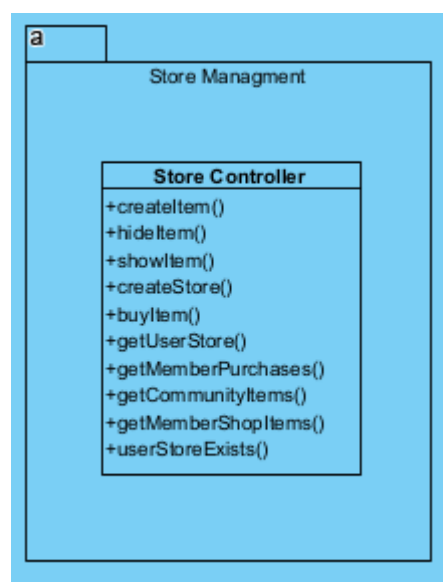 a
Store Managment
Store Controller
+createItem()
+hideItem()
+showItem()
+createStore()
+buyItem()
+getUserStore()
+getMemberPurchases()
+getCommunityItems()
+getMemberShopItems()
+userStoreExists()